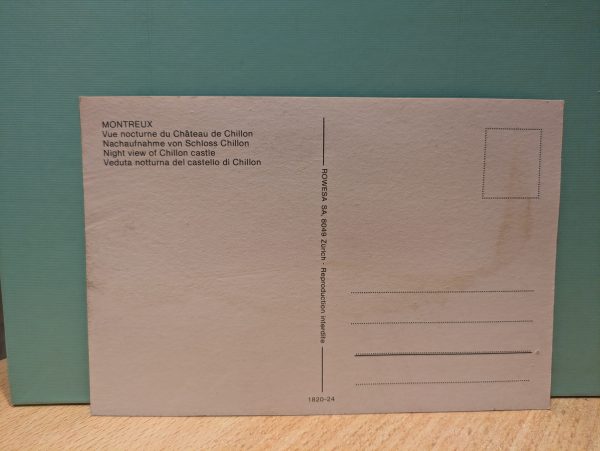 MONTREUX
Vue nocturne du Château de Chillon
Nachaufnahme von Schloss Chillon
Night view of Chillon castle
Veduta notturna del castello di Chillon
ROWESA SA, 8049 Zürich · Reproduction interdite
1820-24